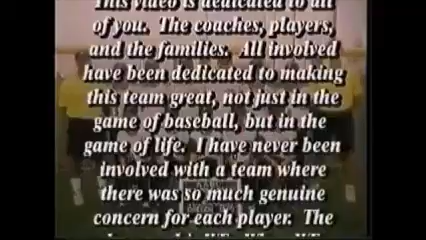 This video is dedicated to all
of you. The coaches, players,
and the families. All involved
have been dedicated to making
this team great, not just in the
game of baseball, but in the
game of life. I have never been
involved with a team where
there was so much genuine
concern for each player. The